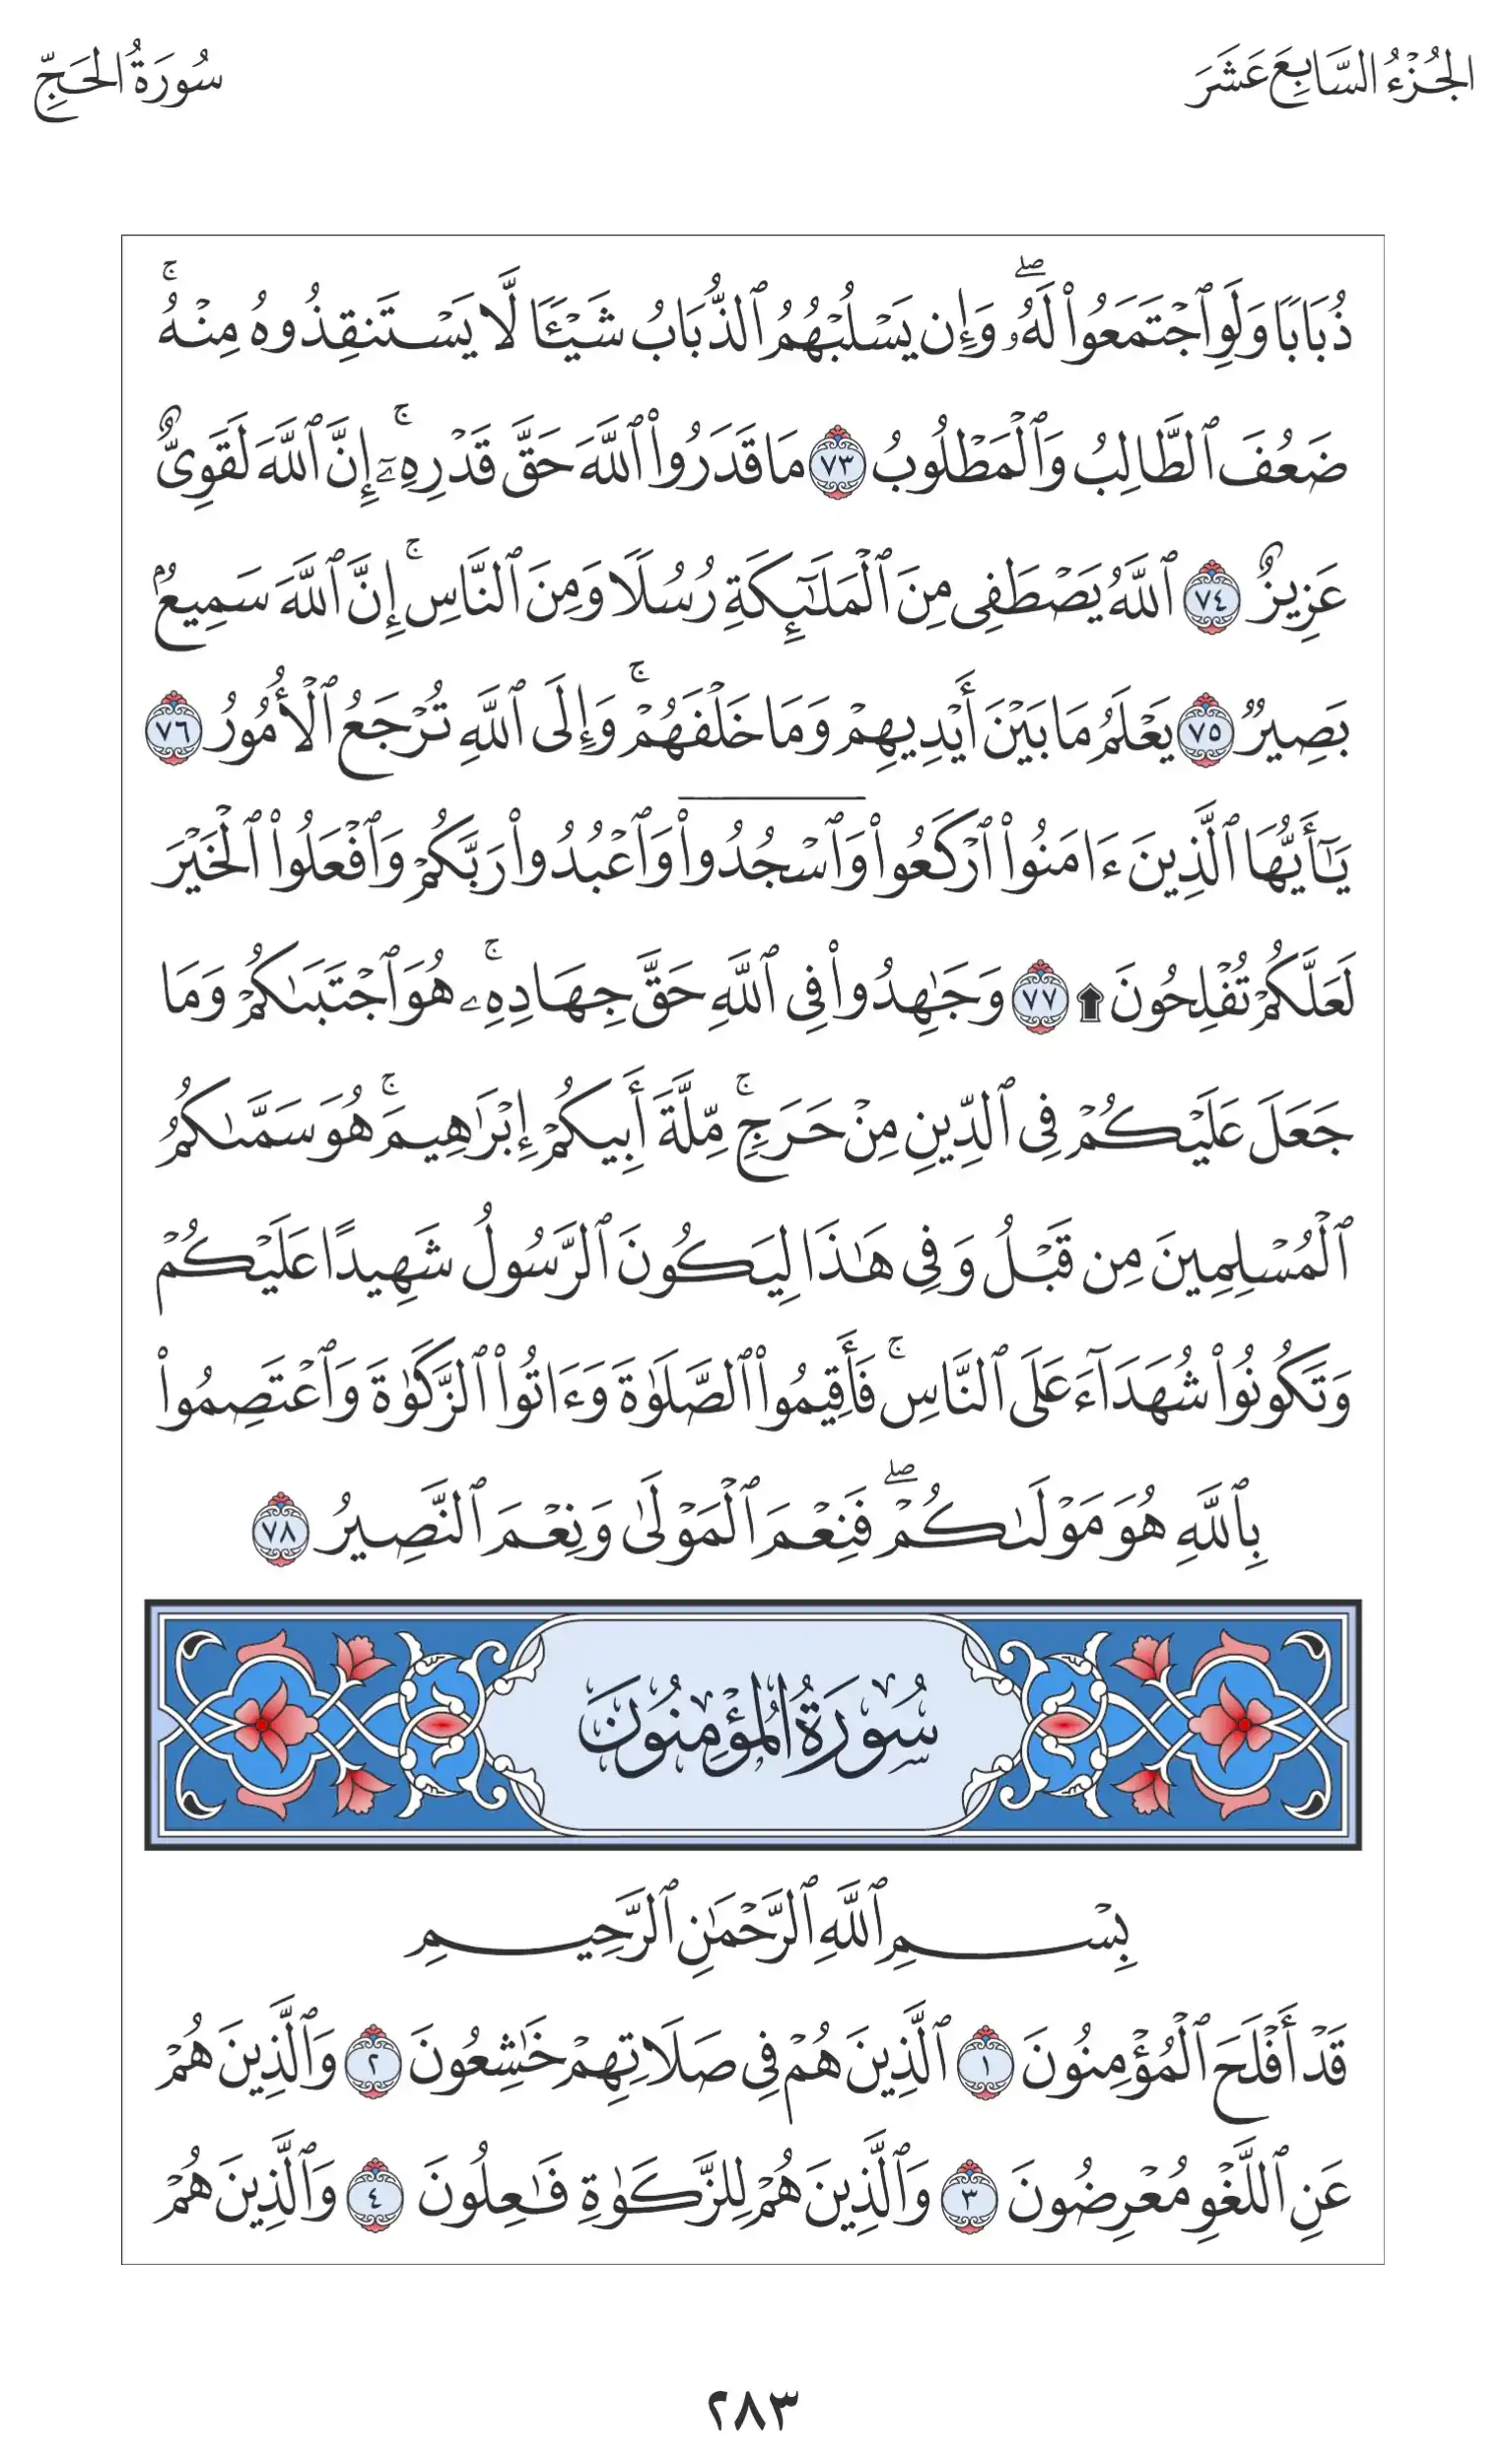 الجُزْءُ السَّابِعَ عَشَرَ
سُورَةُ الحَجِّ
ذُبَابًا وَلَوِ ٱجْتَمَعُوا۟ لَهُۥ ۖ وَإِن يَسْلُبْهُمُ ٱلذُّبَابُ شَيْـًٔا لَّا يَسْتَنقِذُوهُ مِنْهُ ۚ
ضَعُفَ ٱلطَّالِبُ وَٱلْمَطْلُوبُ ٧٣ مَا قَدَرُوا۟ ٱللَّهَ حَقَّ قَدْرِهِۦٓ ۚ إِنَّ ٱللَّهَ لَقَوِىٌّ
عَزِيزٌ ٧٤ ٱللَّهُ يَصْطَفِى مِنَ ٱلْمَلَـٰٓئِكَةِ رُسُلًا وَمِنَ ٱلنَّاسِ ۚ إِنَّ ٱللَّهَ سَمِيعٌۢ
بَصِيرٌ ٧٥ يَعْلَمُ مَا بَيْنَ أَيْدِيهِمْ وَمَا خَلْفَهُمْ ۚ وَإِلَى ٱللَّهِ تُرْجَعُ ٱلْأُمُورُ ٧٦
يَـٰٓأَيُّهَا ٱلَّذِينَ ءَامَنُوا۟ ٱرْكَعُوا۟ وَٱسْجُدُوا۟ وَٱعْبُدُوا۟ رَبَّكُمْ وَٱفْعَلُوا۟ ٱلْخَيْرَ
لَعَلَّكُمْ تُفْلِحُونَ ٧٧ وَجَـٰهِدُوا۟ فِى ٱللَّهِ حَقَّ جِهَادِهِۦ ۚ هُوَ ٱجْتَبَىٰكُمْ وَمَا
جَعَلَ عَلَيْكُمْ فِى ٱلدِّينِ مِنْ حَرَجٍ ۚ مِّلَّةَ أَبِيكُمْ إِبْرَٰهِيمَ ۚ هُوَ سَمَّىٰكُمُ
ٱلْمُسْلِمِينَ مِن قَبْلُ وَفِى هَـٰذَا لِيَكُونَ ٱلرَّسُولُ شَهِيدًا عَلَيْكُمْ
وَتَكُونُوا۟ شُهَدَآءَ عَلَى ٱلنَّاسِ ۚ فَأَقِيمُوا۟ ٱلصَّلَوٰةَ وَءَاتُوا۟ ٱلزَّكَوٰةَ وَٱعْتَصِمُوا۟
بِٱللَّهِ هُوَ مَوْلَىٰكُمْ ۖ فَنِعْمَ ٱلْمَوْلَىٰ وَنِعْمَ ٱلنَّصِيرُ ٧٨
سُورَةُ المُؤْمِنُونَ
بِسْمِ ٱللَّهِ ٱلرَّحْمَـٰنِ ٱلرَّحِيمِ
قَدْ أَفْلَحَ ٱلْمُؤْمِنُونَ ١ ٱلَّذِينَ هُمْ فِى صَلَاتِهِمْ خَـٰشِعُونَ ٢ وَٱلَّذِينَ هُمْ
عَنِ ٱللَّغْوِ مُعْرِضُونَ ٣ وَٱلَّذِينَ هُمْ لِلزَّكَوٰةِ فَـٰعِلُونَ ٤ وَٱلَّذِينَ هُمْ
٢٨٣